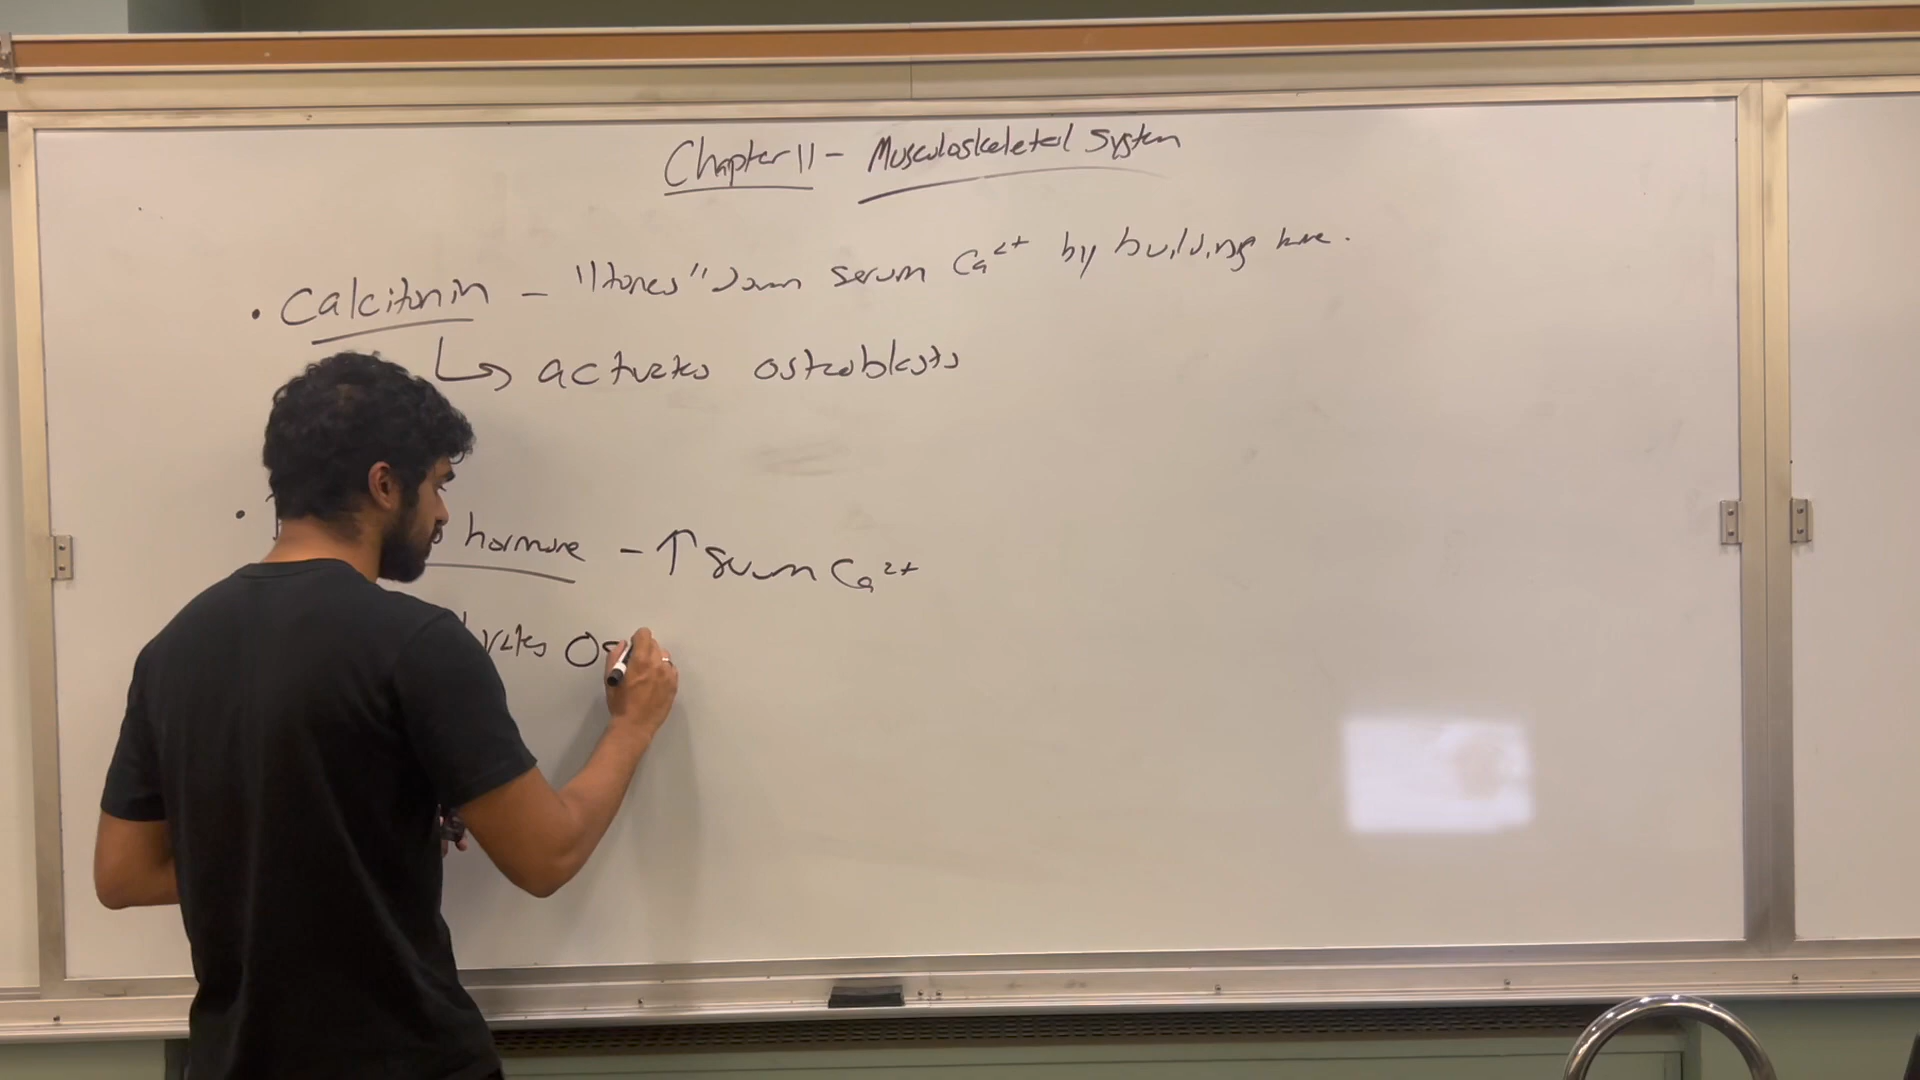 Chapter 11 - Musculoskeletal System
• Calcitonin - "tones" down serum Ca²⁺ by building bone.
↳ activates osteoblasts
• hormone - ↑ serum Ca²⁺
Os